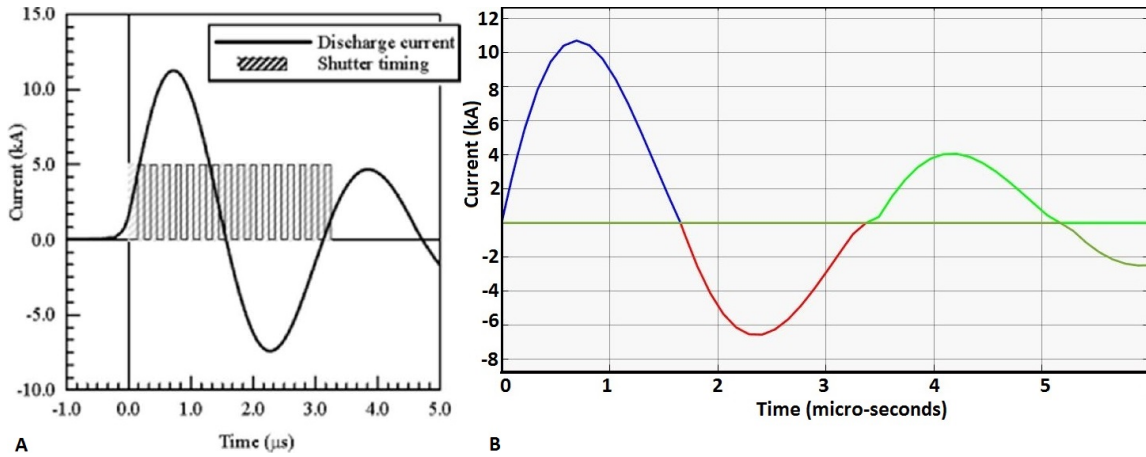 15.0
Discharge current
Shutter timing
10.0
5.0
0.0
-5.0
-10.0
Current (kA)
-1.0 0.0 1.0 2.0 3.0 4.0 5.0
Time (μs)
A
12
10
8
6
4
2
0
-2
-4
-6
-8
Current (kA)
0 1 2 3 4 5
Time (micro-seconds)
B